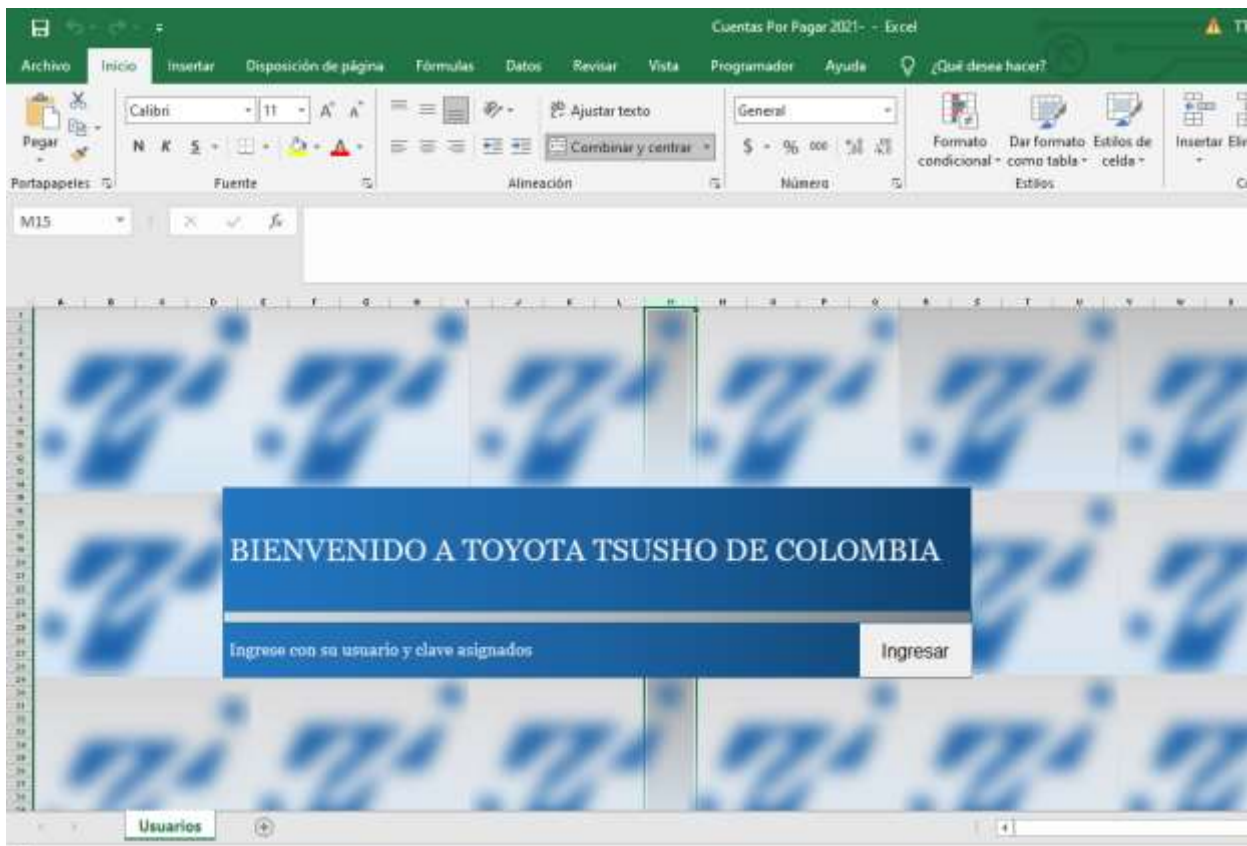 Cuentas Por Pagar 2021- - Excel
Archivo Inicio Insertar Disposición de página Fórmulas Datos Revisar Vista Programador Ayuda ¿Qué desea hacer?
Calibri 11 A A Ajustar texto General
Pegar N K S A Combinar y centrar $ % 000 Formato condicional Dar formato como tabla Estilos de celda Insertar
Portapapeles Fuente Alineación Número Estilos
M15 fx
BIENVENIDO A TOYOTA TSUSHO DE COLOMBIA
Ingrese con su usuario y clave asignados Ingresar
Usuarios